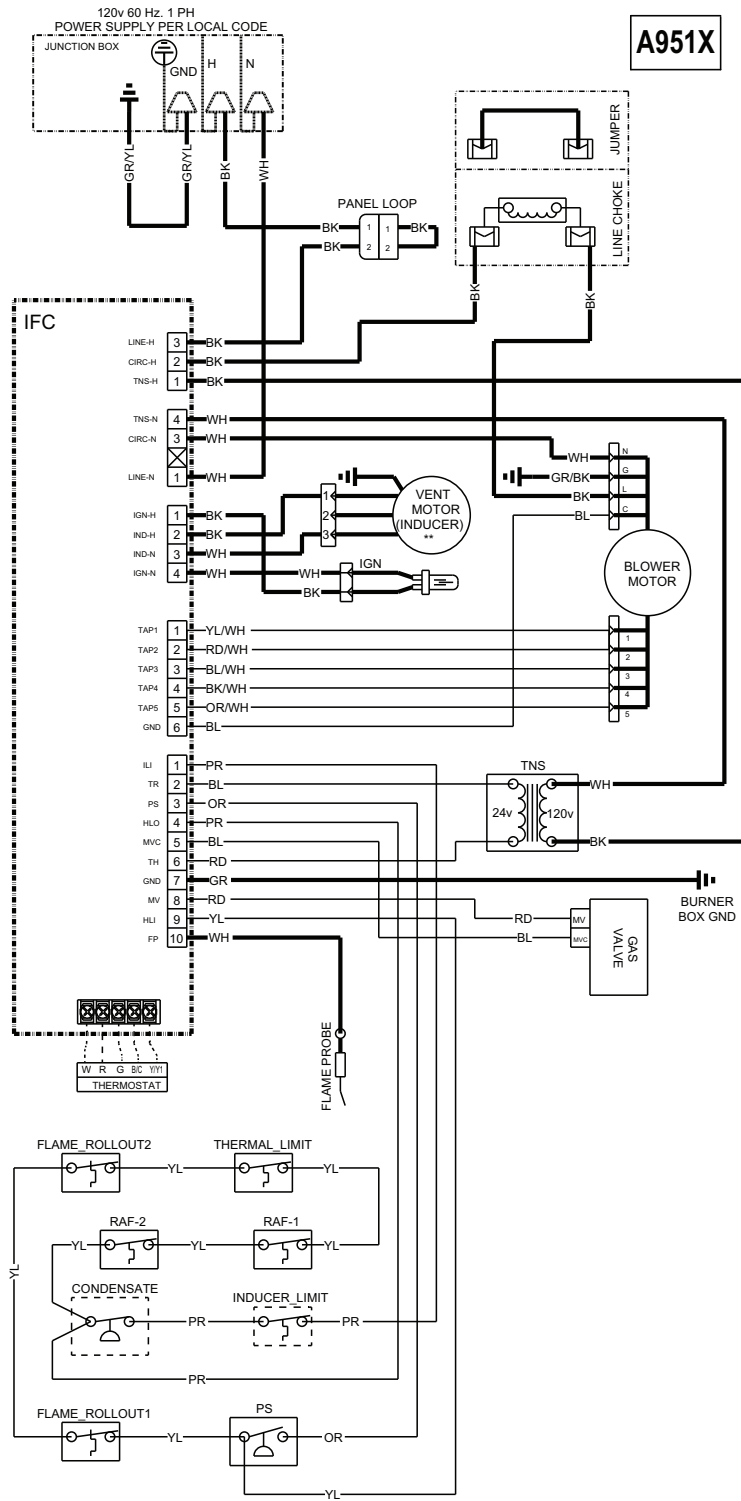 120v 60 Hz. 1 PH
POWER SUPPLY PER LOCAL CODE
A951X
JUNCTION BOX
GND
H
N
GR/YL
GR/YL
BK
WH
JUMPER
LINE CHOKE
PANEL LOOP
BK 1 1 BK
BK 2 2
BK
BK
IFC
LINE-H 3 BK
CIRC-H 2 BK
TNS-H 1 BK
TNS-N 4 WH
CIRC-N 3 WH
LINE-N 1 WH
WH N
GR/BK G
BK L
BL C
IGN-H 1 BK
IND-H 2 BK
IND-N 3 WH
IGN-N 4 WH
1
2
3
VENT
MOTOR
(INDUCER)
**
WH
BK
IGN
BLOWER
MOTOR
TAP1 1 YL/WH 1
TAP2 2 RD/WH 2
TAP3 3 BL/WH 3
TAP4 4 BK/WH 4
TAP5 5 OR/WH 5
GND 6 BL
ILI 1 PR
TR 2 BL
PS 3 OR
HLO 4 PR
MVC 5 BL
TH 6 RD
GND 7 GR
MV 8 RD
HLI 9 YL
FP 10 WH
TNS
24v
120v
WH
BK
BURNER
BOX GND
RD MV
BL MVC
GAS
VALVE
FLAME PROBE
W R G B/C Y/Y1
THERMOSTAT
FLAME_ROLLOUT2
THERMAL_LIMIT
YL
YL
RAF-2
RAF-1
YL
YL
YL
YL
CONDENSATE
INDUCER_LIMIT
PR
PR
PR
FLAME_ROLLOUT1
PS
YL
OR
YL